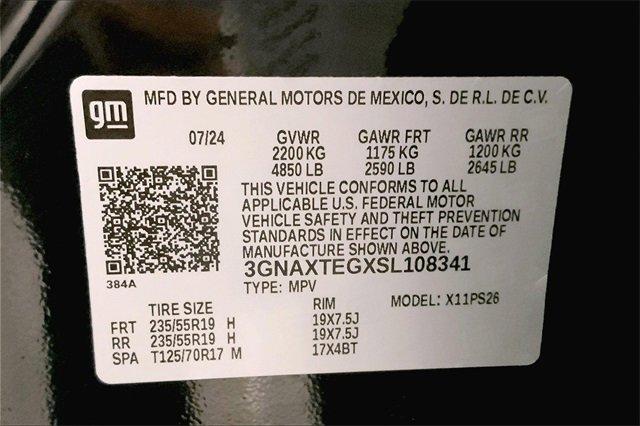 gm MFD BY GENERAL MOTORS DE MEXICO, S. DE R.L. DE C.V.
07/24 GVWR GAWR FRT GAWR RR
2200 KG 1175 KG 1200 KG
4850 LB 2590 LB 2645 LB
THIS VEHICLE CONFORMS TO ALL
APPLICABLE U.S. FEDERAL MOTOR
VEHICLE SAFETY AND THEFT PREVENTION
STANDARDS IN EFFECT ON THE DATE OF
MANUFACTURE SHOWN ABOVE.
3GNAXTEGXSL108341
384A TYPE: MPV MODEL: X11PS26
TIRE SIZE RIM
FRT 235/55R19 H 19X7.5J
RR 235/55R19 H 19X7.5J
SPA T125/70R17 M 17X4BT